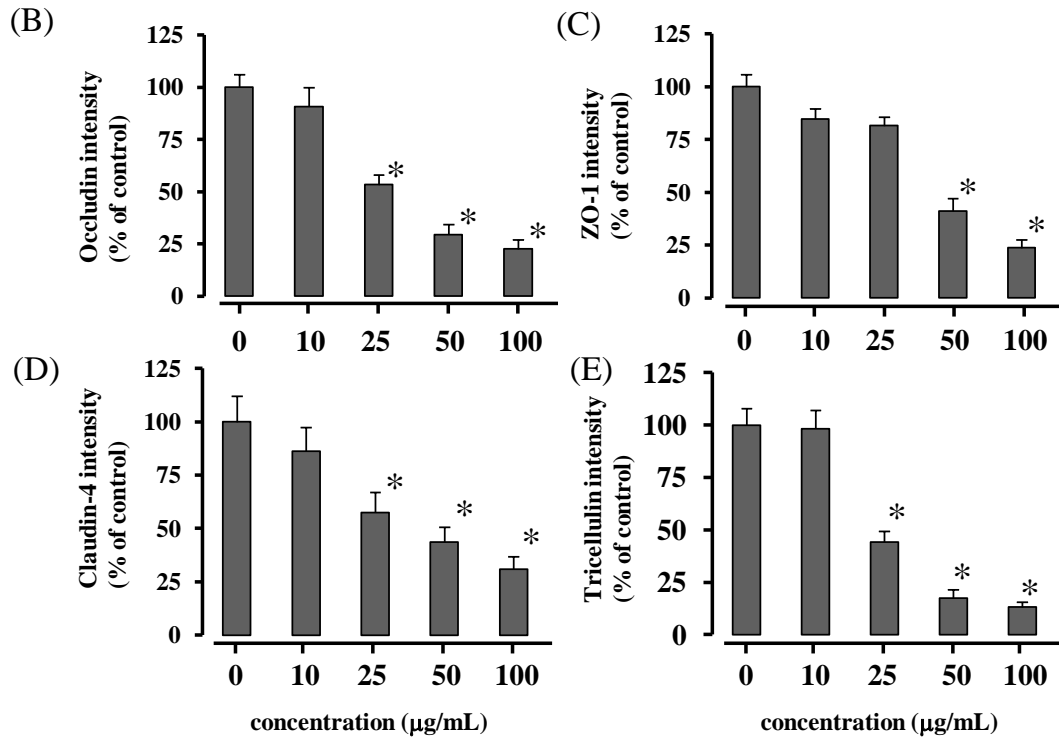 (B)
125
100
75
50
25
0
Occludin intensity
(% of control)
* * *
0 10 25 50 100
(C)
125
100
75
50
25
0
ZO-1 intensity
(% of control)
* *
0 10 25 50 100
(D)
125
100
75
50
25
0
Claudin-4 intensity
(% of control)
* * *
0 10 25 50 100
concentration (µg/mL)
(E)
125
100
75
50
25
0
Tricellulin intensity
(% of control)
* * *
0 10 25 50 100
concentration (µg/mL)